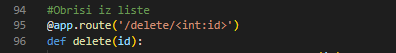 94 #Obrisi iz liste
95 @app.route('/delete/<int:id>')
96 def delete(id):